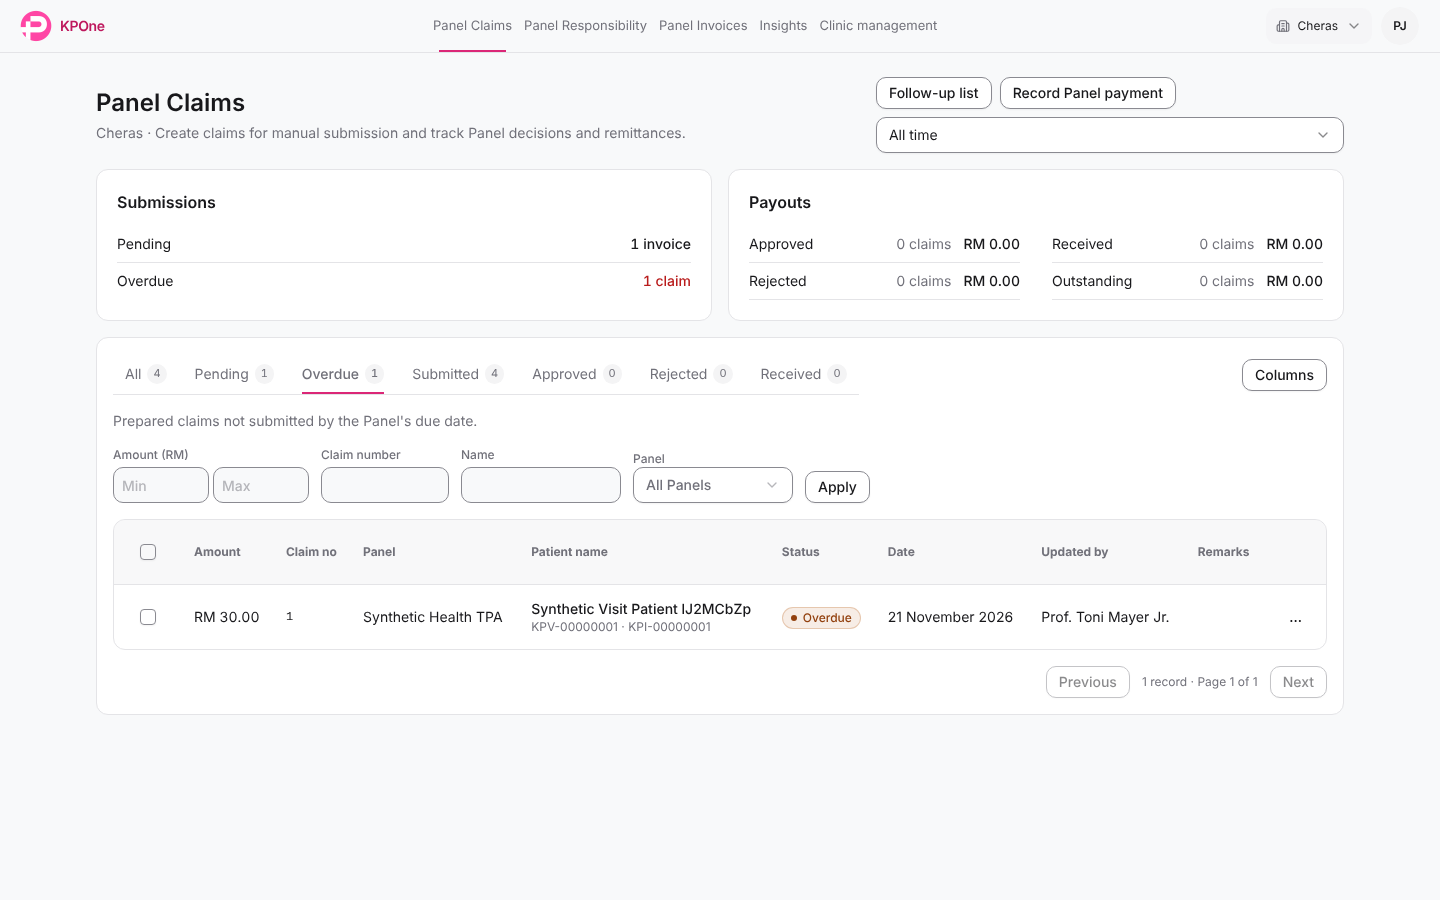 KPOne
Panel Claims Panel Responsibility Panel Invoices Insights Clinic management
Cheras
PJ
Panel Claims
Cheras · Create claims for manual submission and track Panel decisions and remittances.
Follow-up list
Record Panel payment
All time
Submissions
Pending 1 invoice
Overdue 1 claim
Payouts
Approved 0 claims RM 0.00
Received 0 claims RM 0.00
Rejected 0 claims RM 0.00
Outstanding 0 claims RM 0.00
All 4 Pending 1 Overdue 1 Submitted 4 Approved 0 Rejected 0 Received 0
Columns
Prepared claims not submitted by the Panel's due date.
Amount (RM) Claim number Name Panel
Min Max All Panels Apply
Amount Claim no Panel Patient name Status Date Updated by Remarks
RM 30.00 1 Synthetic Health TPA Synthetic Visit Patient IJ2MCbZp Overdue 21 November 2026 Prof. Toni Mayer Jr. ...
KPV-00000001 · KPI-00000001
Previous 1 record · Page 1 of 1 Next